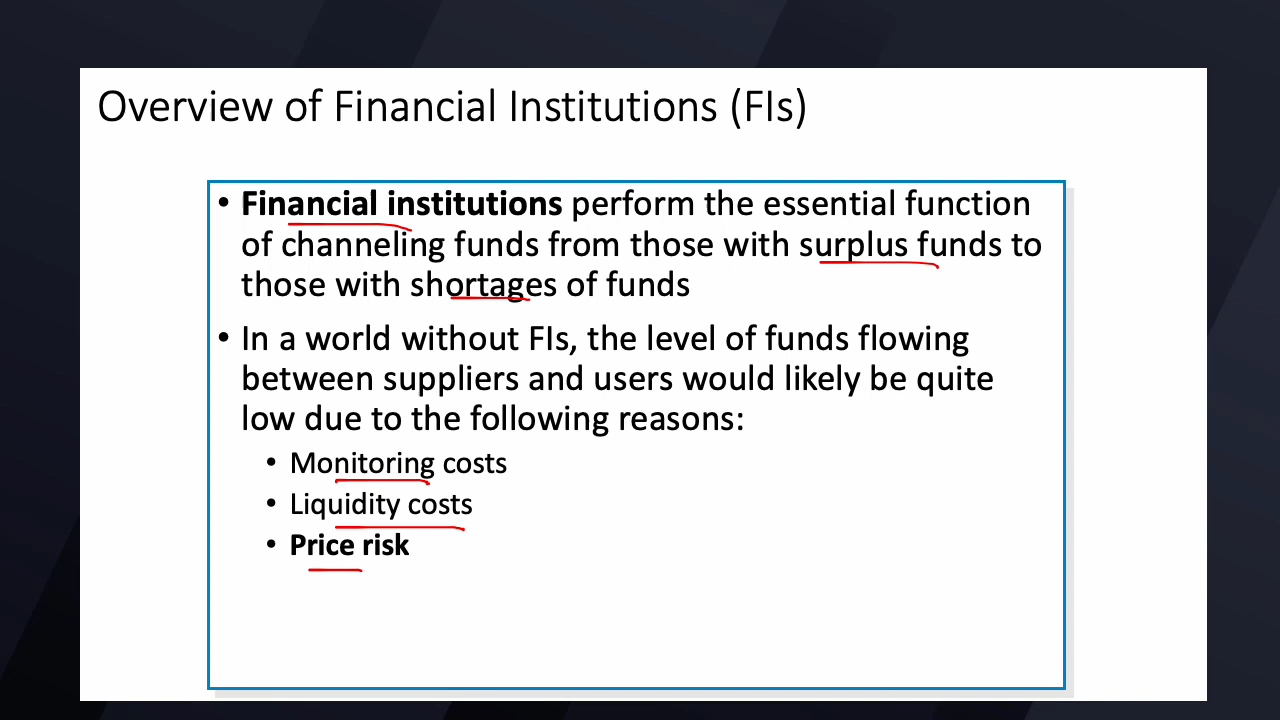 Overview of Financial Institutions (FIs)
• Financial institutions perform the essential function
of channeling funds from those with surplus funds to
those with shortages of funds
• In a world without FIs, the level of funds flowing
between suppliers and users would likely be quite
low due to the following reasons:
• Monitoring costs
• Liquidity costs
• Price risk